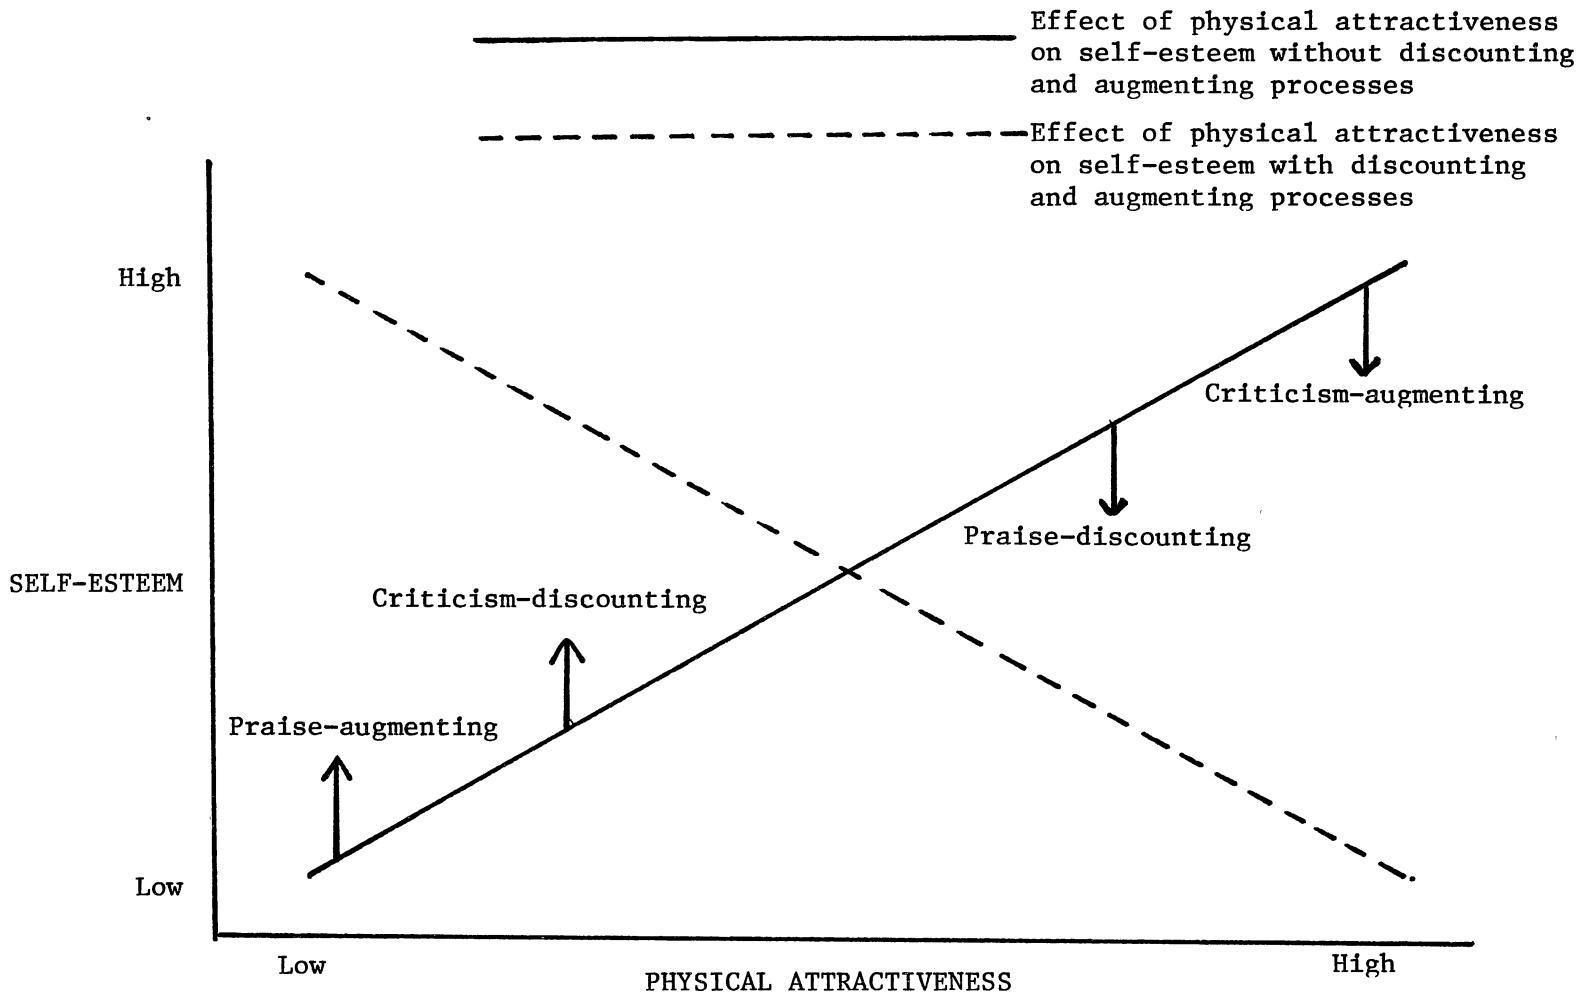 Effect of physical attractiveness
on self-esteem without discounting
and augmenting processes
Effect of physical attractiveness
on self-esteem with discounting
and augmenting processes
High
Criticism-augmenting
Praise-discounting
SELF-ESTEEM
Criticism-discounting
Praise-augmenting
Low
Low
High
PHYSICAL ATTRACTIVENESS